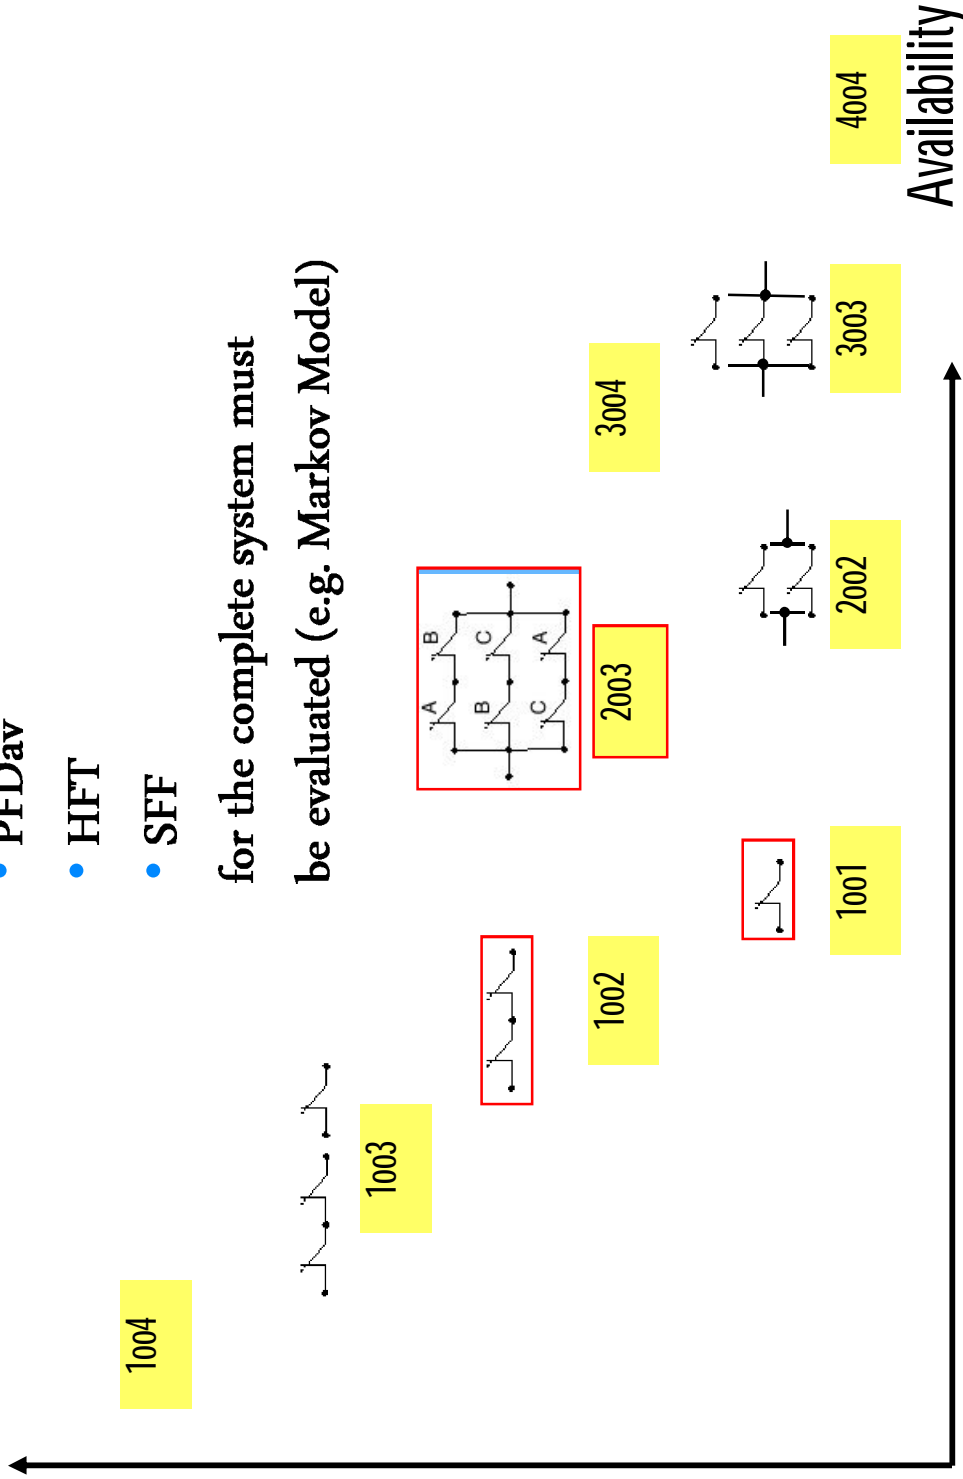 • PFDav
• HFT
• SFF
1oo4
for the complete system must
be evaluated (e.g. Markov Model)
1oo3
A B
B C
C A
1oo2 2oo3 3oo4
1oo1 2oo2 3oo3 4oo4
Availability